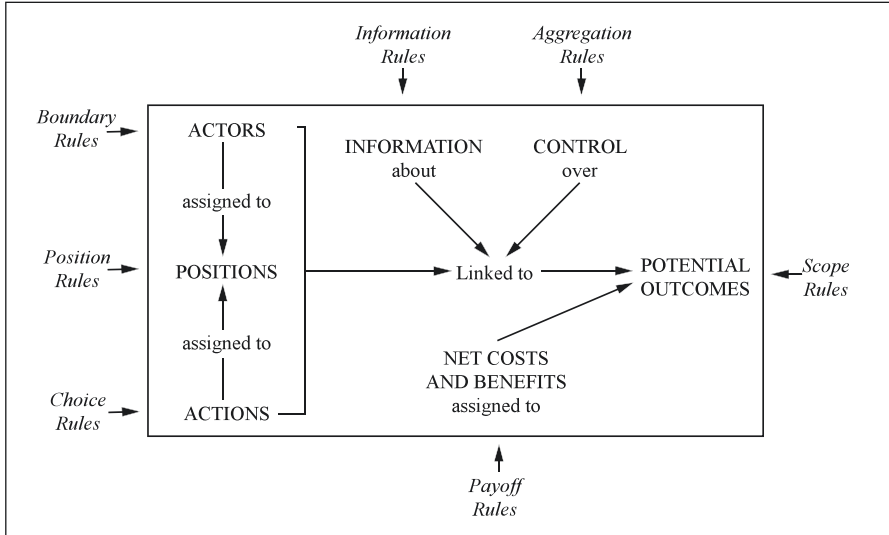 Information
Rules
Aggregation
Rules
Boundary
Rules
ACTORS
INFORMATION
about
CONTROL
over
assigned to
Position
Rules
POSITIONS
Linked to
POTENTIAL
OUTCOMES
Scope
Rules
assigned to
NET COSTS
AND BENEFITS
assigned to
Choice
Rules
ACTIONS
Payoff
Rules